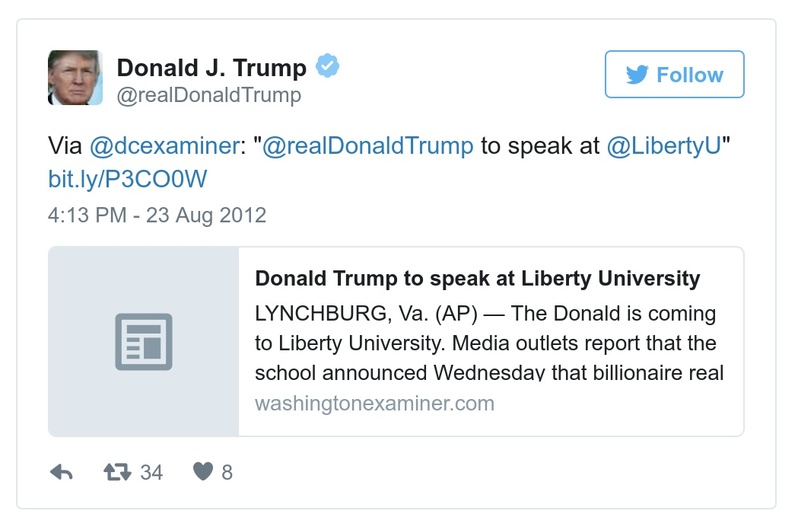 Donald J. Trump
@realDonaldTrump
Follow
Via @dcexaminer: "@realDonaldTrump to speak at @LibertyU"
bit.ly/P3CO0W
4:13 PM - 23 Aug 2012
Donald Trump to speak at Liberty University
LYNCHBURG, Va. (AP) — The Donald is coming
to Liberty University. Media outlets report that the
school announced Wednesday that billionaire real
washingtonexaminer.com
34
8